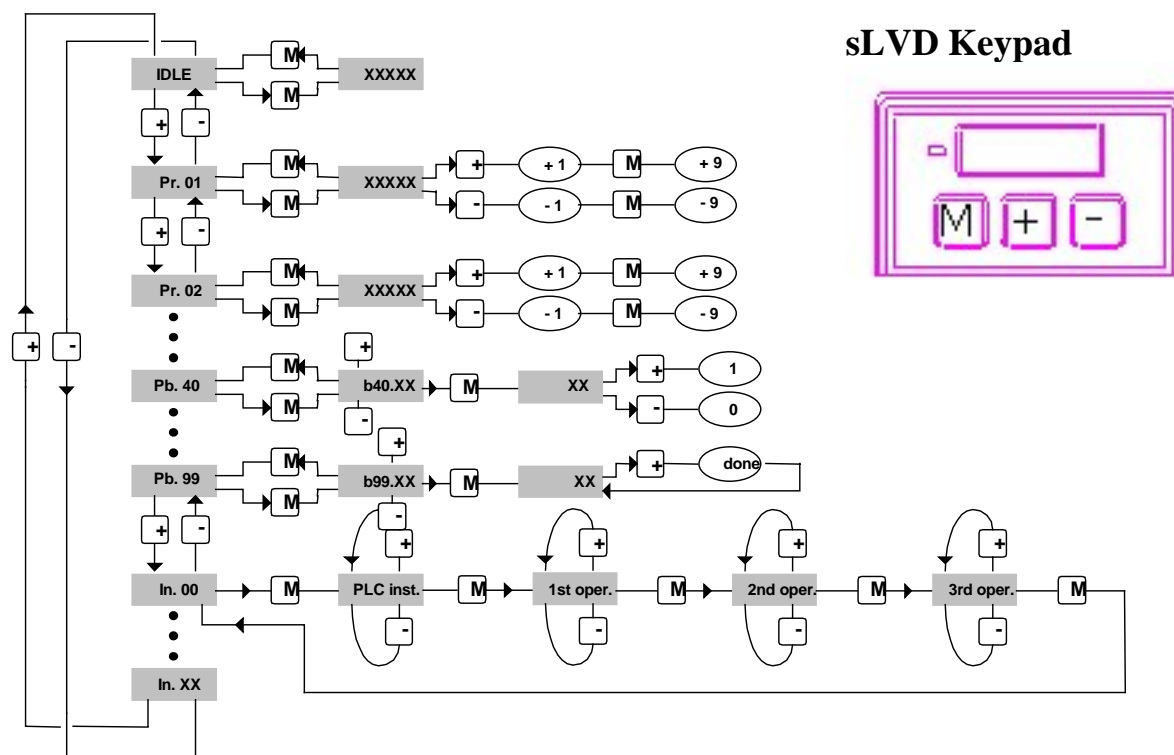 sLVD Keypad
M + -
M
IDLE XXXXX
M
+ -
M + +1 M +9
Pr. 01 XXXXX
M - -1 M -9
+ -
M + +1 M +9
Pr. 02 XXXXX
M - -1 M -9
+ -
+
M + 1
Pb. 40 b40.XX M XX
M - 0
-
+
M + done
Pb. 99 b99.XX M XX
M
-
+ - + + + +
In. 00 M PLC inst. M 1st oper. M 2nd oper. M 3rd oper. M
- - - -
In. XX